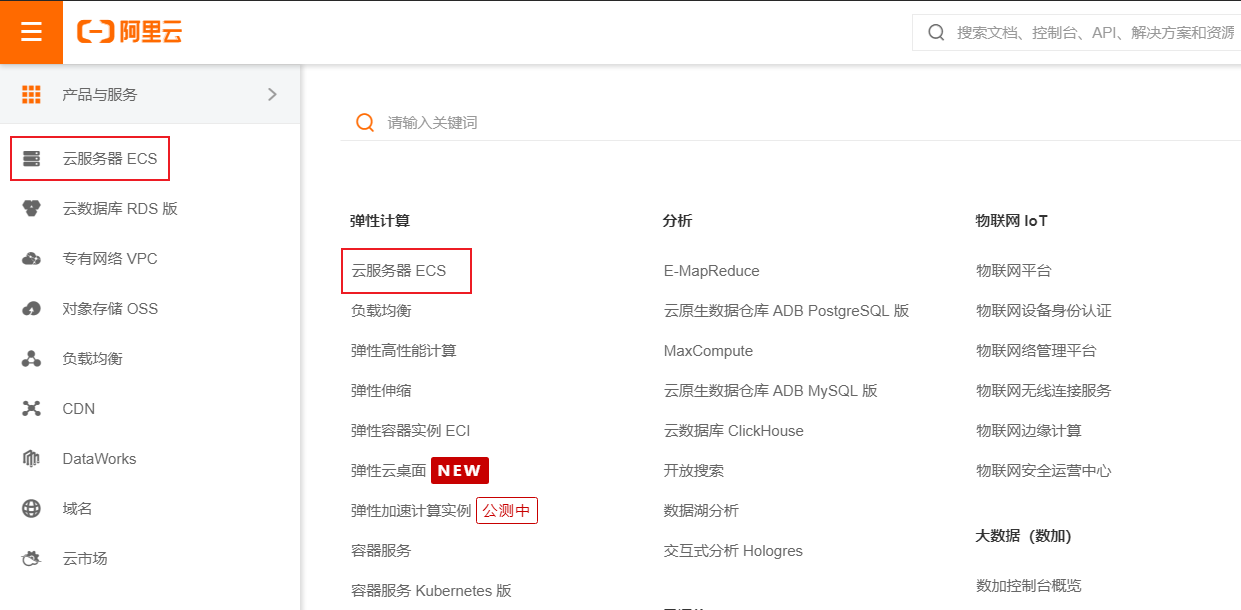 阿里云
搜索文档、控制台、API、解决方案和资源
产品与服务
云服务器 ECS
云数据库 RDS 版
专有网络 VPC
对象存储 OSS
负载均衡
CDN
DataWorks
域名
云市场
请输入关键词
弹性计算
云服务器 ECS
负载均衡
弹性高性能计算
弹性伸缩
弹性容器实例 ECI
弹性云桌面 NEW
弹性加速计算实例 公测中
容器服务
容器服务 Kubernetes 版
分析
E-MapReduce
云原生数据仓库 ADB PostgreSQL 版
MaxCompute
云原生数据仓库 ADB MySQL 版
云数据库 ClickHouse
开放搜索
数据湖分析
交互式分析 Hologres
物联网 IoT
物联网平台
物联网设备身份认证
物联网络管理平台
物联网无线连接服务
物联网边缘计算
物联网安全运营中心
大数据（数加）
数加控制台概览